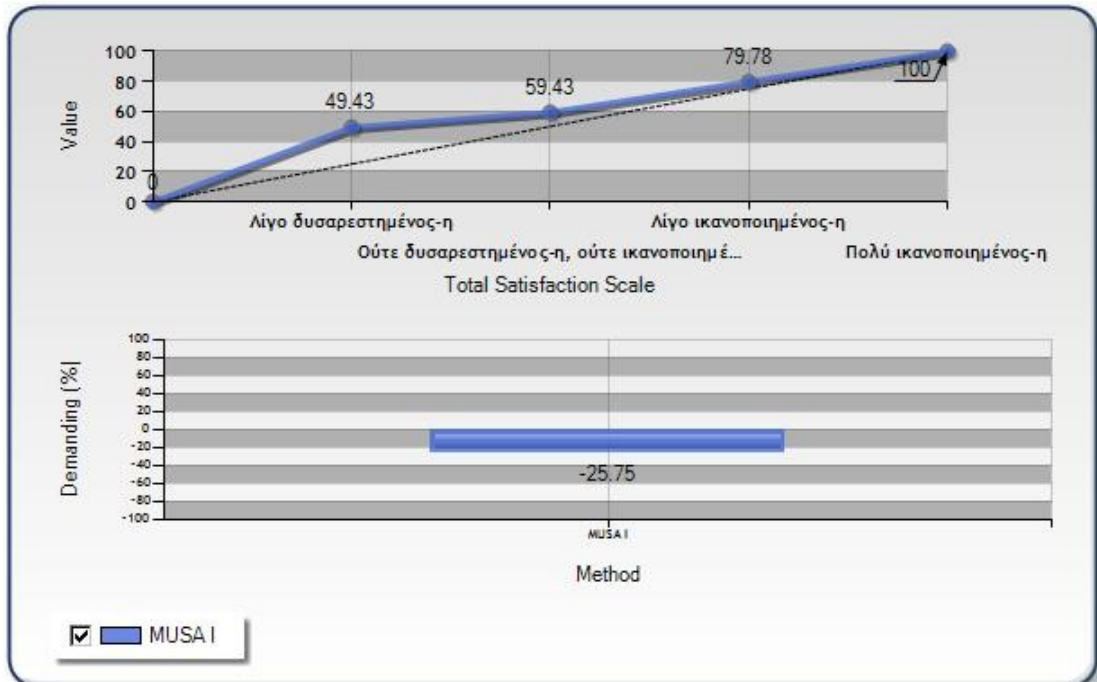 100
80
60
40
20
0
Value
0
49.43
59.43
79.78
100
Λίγο δυσαρεστημένος-η
Λίγο ικανοποιημένος-η
Ούτε δυσαρεστημένος-η, ούτε ικανοποιημέ...
Πολύ ικανοποιημένος-η
Total Satisfaction Scale
100
80
60
40
20
0
-20
-40
-60
-80
-100
Demanding (%)
-25.75
MUSA I
Method
MUSA I